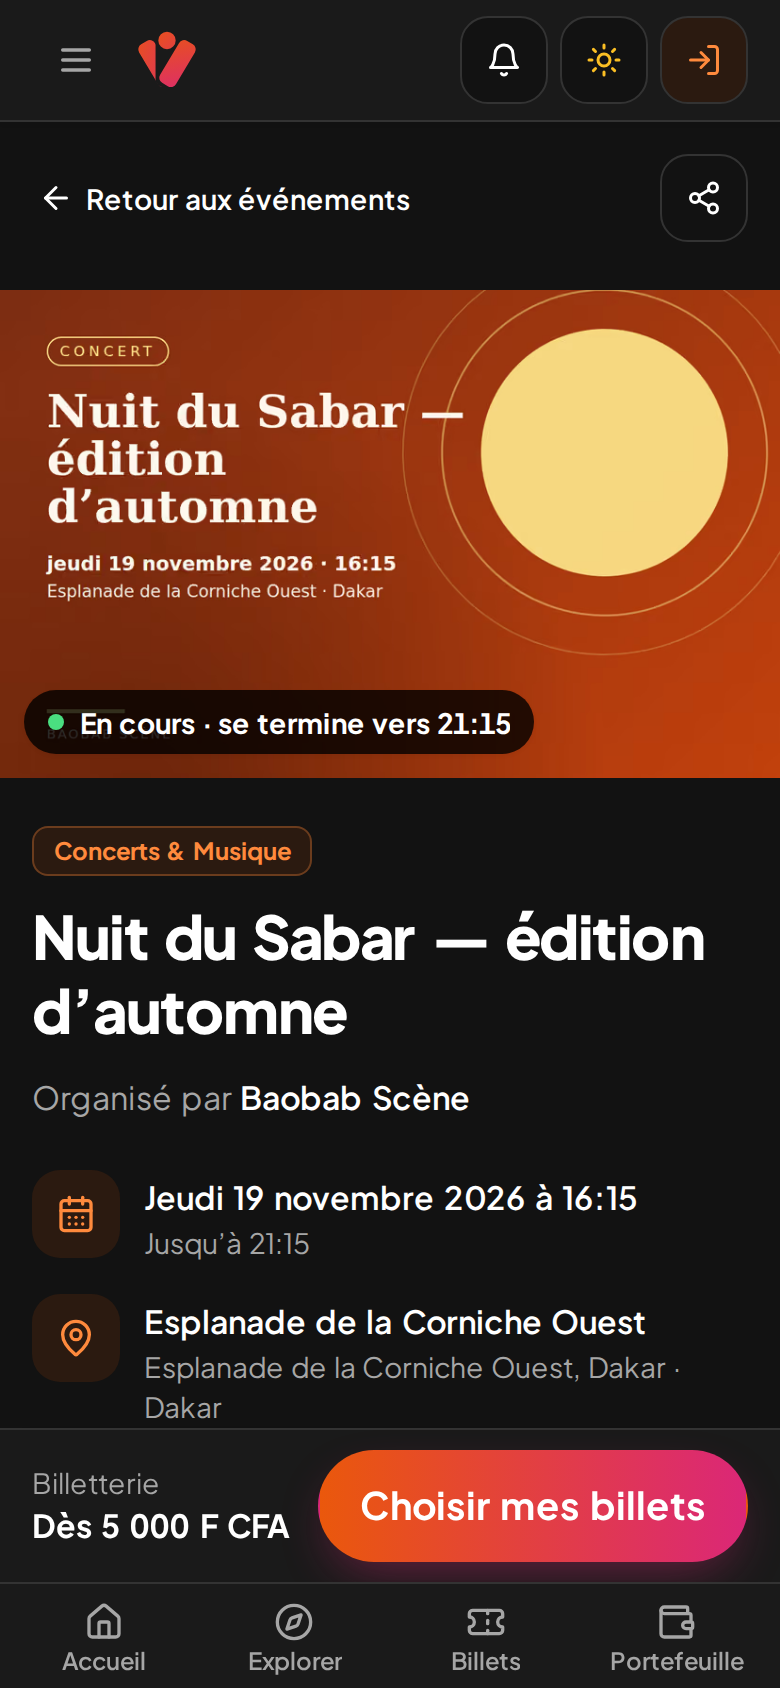 Retour aux événements
CONCERT
Nuit du Sabar —
édition
d’automne
jeudi 19 novembre 2026 · 16:15
Esplanade de la Corniche Ouest · Dakar
En cours · se termine vers 21:15
Concerts & Musique
Nuit du Sabar — édition
d’automne
Organisé par Baobab Scène
Jeudi 19 novembre 2026 à 16:15
Jusqu’à 21:15
Esplanade de la Corniche Ouest
Esplanade de la Corniche Ouest, Dakar ·
Dakar
Billetterie
Dès 5 000 F CFA
Choisir mes billets
Accueil
Explorer
Billets
Portefeuille